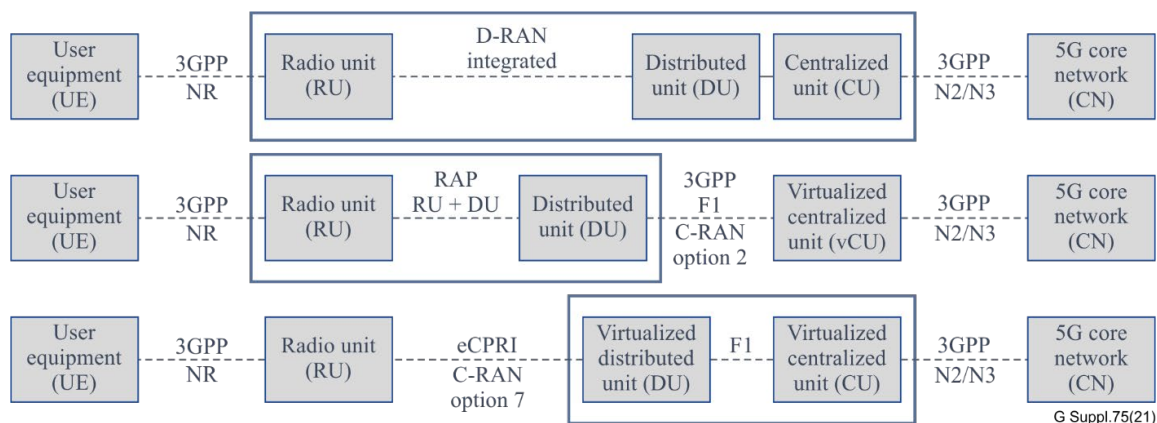 User
equipment
(UE)
3GPP
NR
Radio unit
(RU)
D-RAN
integrated
Distributed
unit (DU)
Centralized
unit (CU)
3GPP
N2/N3
5G core
network
(CN)
User
equipment
(UE)
3GPP
NR
Radio unit
(RU)
RAP
RU + DU
Distributed
unit (DU)
3GPP
F1
C-RAN
option 2
Virtualized
centralized
unit (vCU)
3GPP
N2/N3
5G core
network
(CN)
User
equipment
(UE)
3GPP
NR
Radio unit
(RU)
eCPRI
C-RAN
option 7
Virtualized
distributed
unit (DU)
F1
Virtualized
centralized
unit (CU)
3GPP
N2/N3
5G core
network
(CN)
G Suppl.75(21)